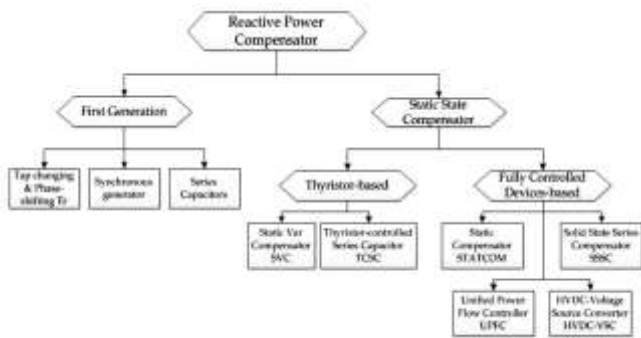 Reactive Power
Compensator
First Generation
Static State
Compensator
Tap changing
& Phase-
shifting Tr
Synchronous
generator
Series
Capacitors
Thyristor-based
Fully Controlled
Devices-based
Static Var
Compensator
SVC
Thyristor-controlled
Series Capacitor
TCSC
Static
Compensator
STATCOM
Solid State Series
Compensator
SSSC
Unified Power
Flow Controller
UPFC
HVDC-Voltage
Source Converter
HVDC-VSC